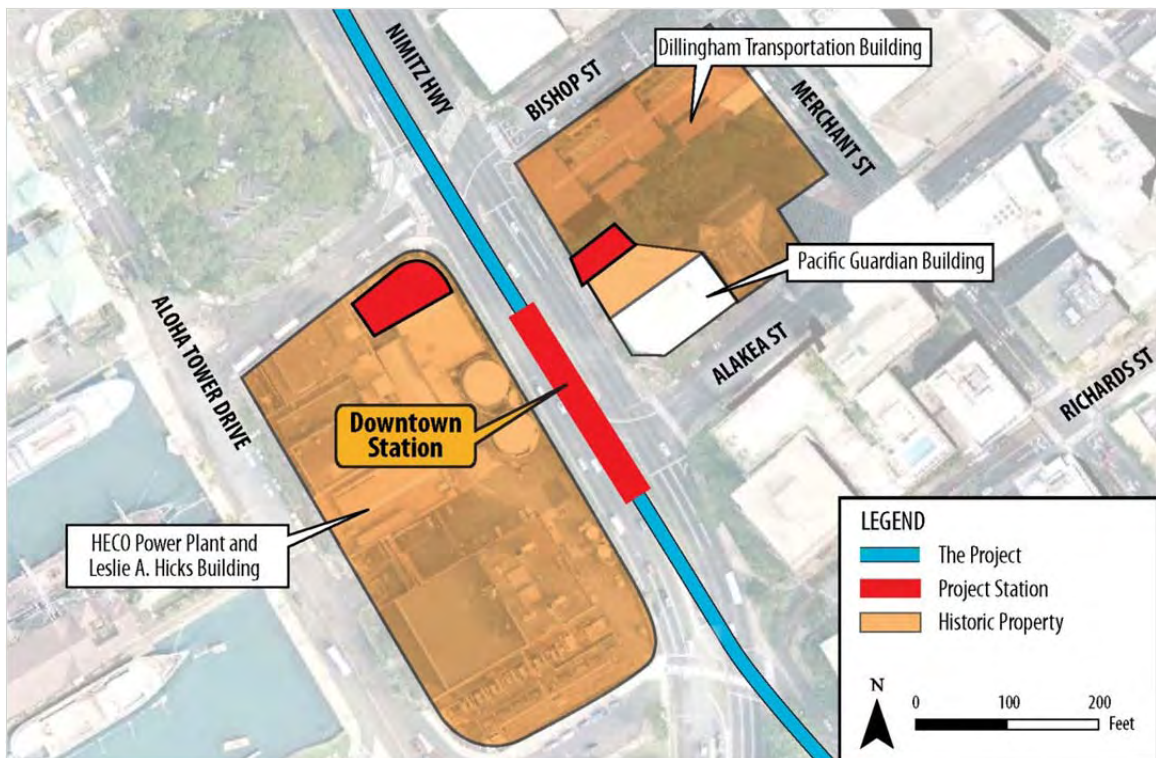 NIMITZ HWY
BISHOP ST
Dillingham Transportation Building
MERCHANT ST
Pacific Guardian Building
ALOHA TOWER DRIVE
ALAKEA ST
RICHARDS ST
Downtown
Station
HECO Power Plant and
Leslie A. Hicks Building
LEGEND
The Project
Project Station
Historic Property
N
0 100 200
Feet